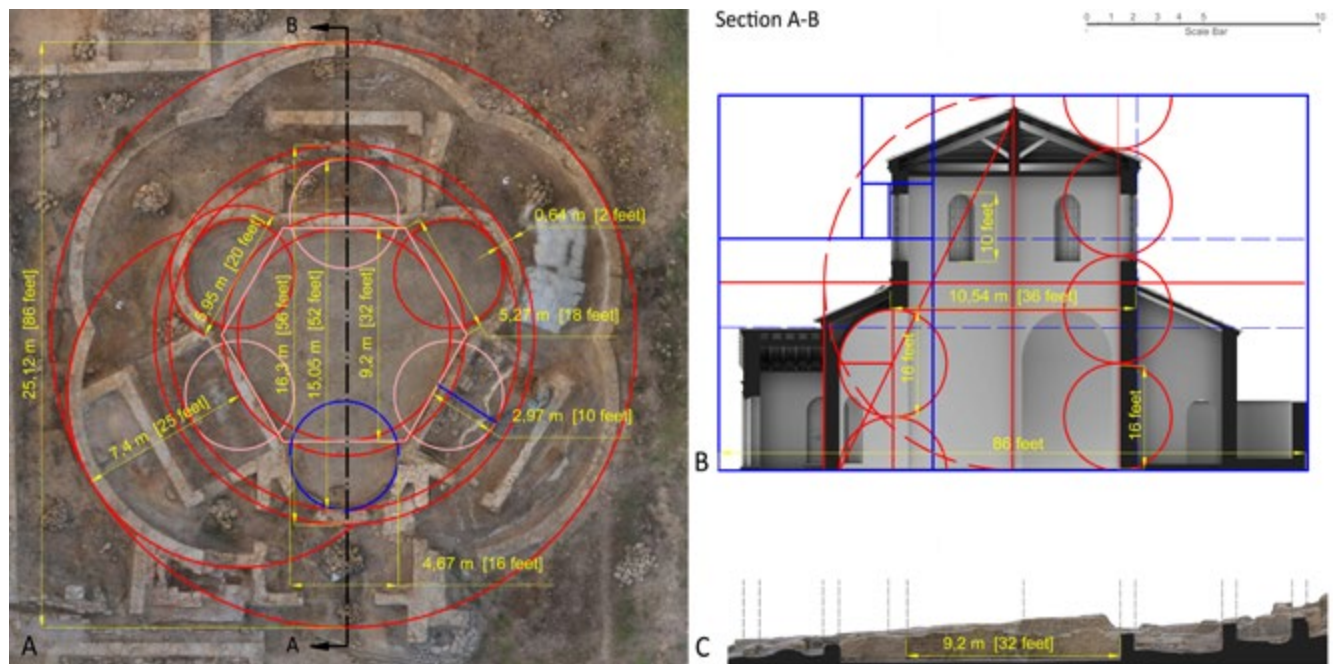 B
25,12 m [86 feet]
5,95 m [20 feet]
16,3 m [56 feet]
15,05 m [52 feet]
9,2 m [32 feet]
0,64 m [2 feet]
5,27 m [18 feet]
7,4 m [25 feet]
2,97 m [10 feet]
4,67 m [16 feet]
A
A
Section A-B
0 1 2 3 4 5 10
Scale Bar
10 feet
10,54 m [36 feet]
16 feet
16 feet
86 feet
B
9,2 m [32 feet]
C